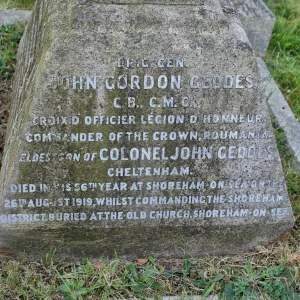 BRIG. GEN.
JOHN GORDON GEDDES
C.B., C.M.G.
CROIX D'OFFICIER LEGION D'HONNEUR.
COMMANDER OF THE CROWN, ROUMANIA.
ELDEST SON OF COLONEL JOHN GEDDES
CHELTENHAM.
DIED IN HIS 56TH YEAR AT SHOREHAM-ON-SEA ON THE
26TH AUGUST 1919, WHILST COMMANDING THE SHOREHAM
DISTRICT. BURIED AT THE OLD CHURCH, SHOREHAM-ON-SEA.